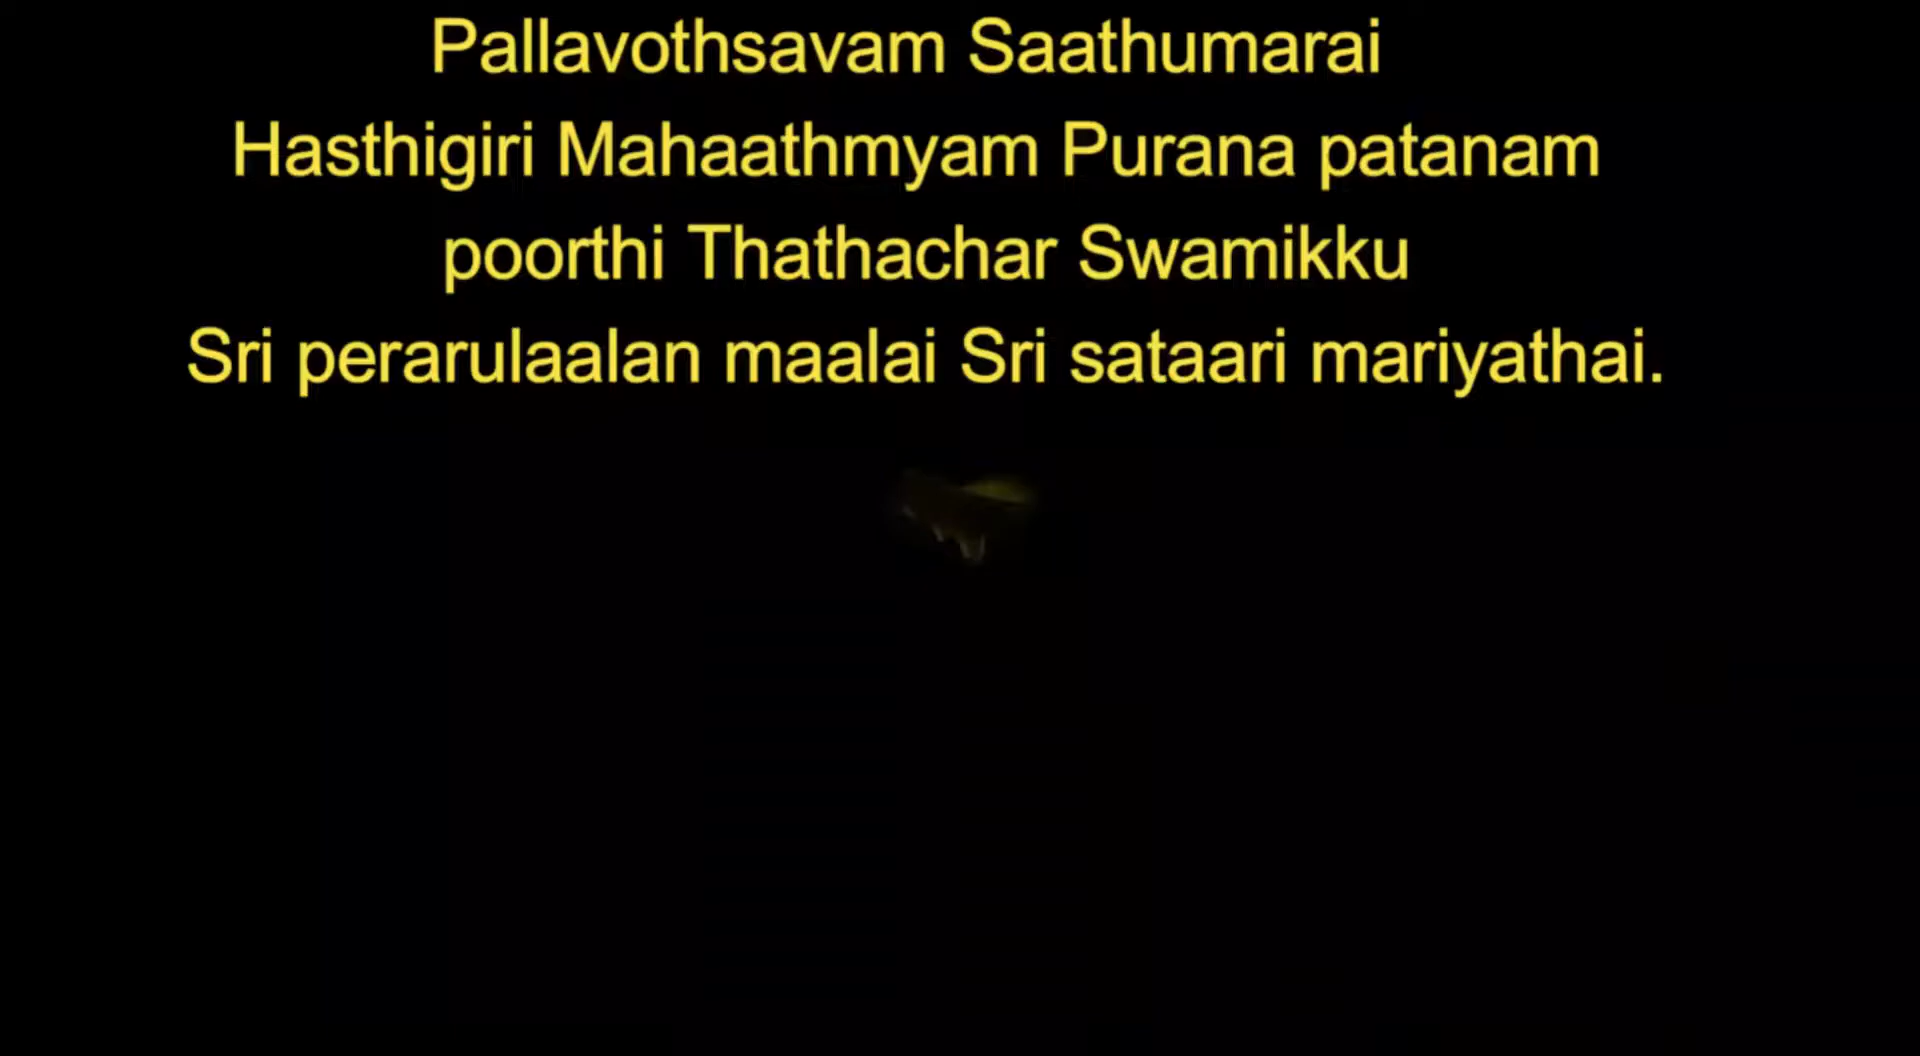 Pallavothsavam Saathumarai
Hasthigiri Mahaathmyam Purana patanam
poorthi Thathachar Swamikku
Sri perarulaalan maalai Sri sataari mariyathai.